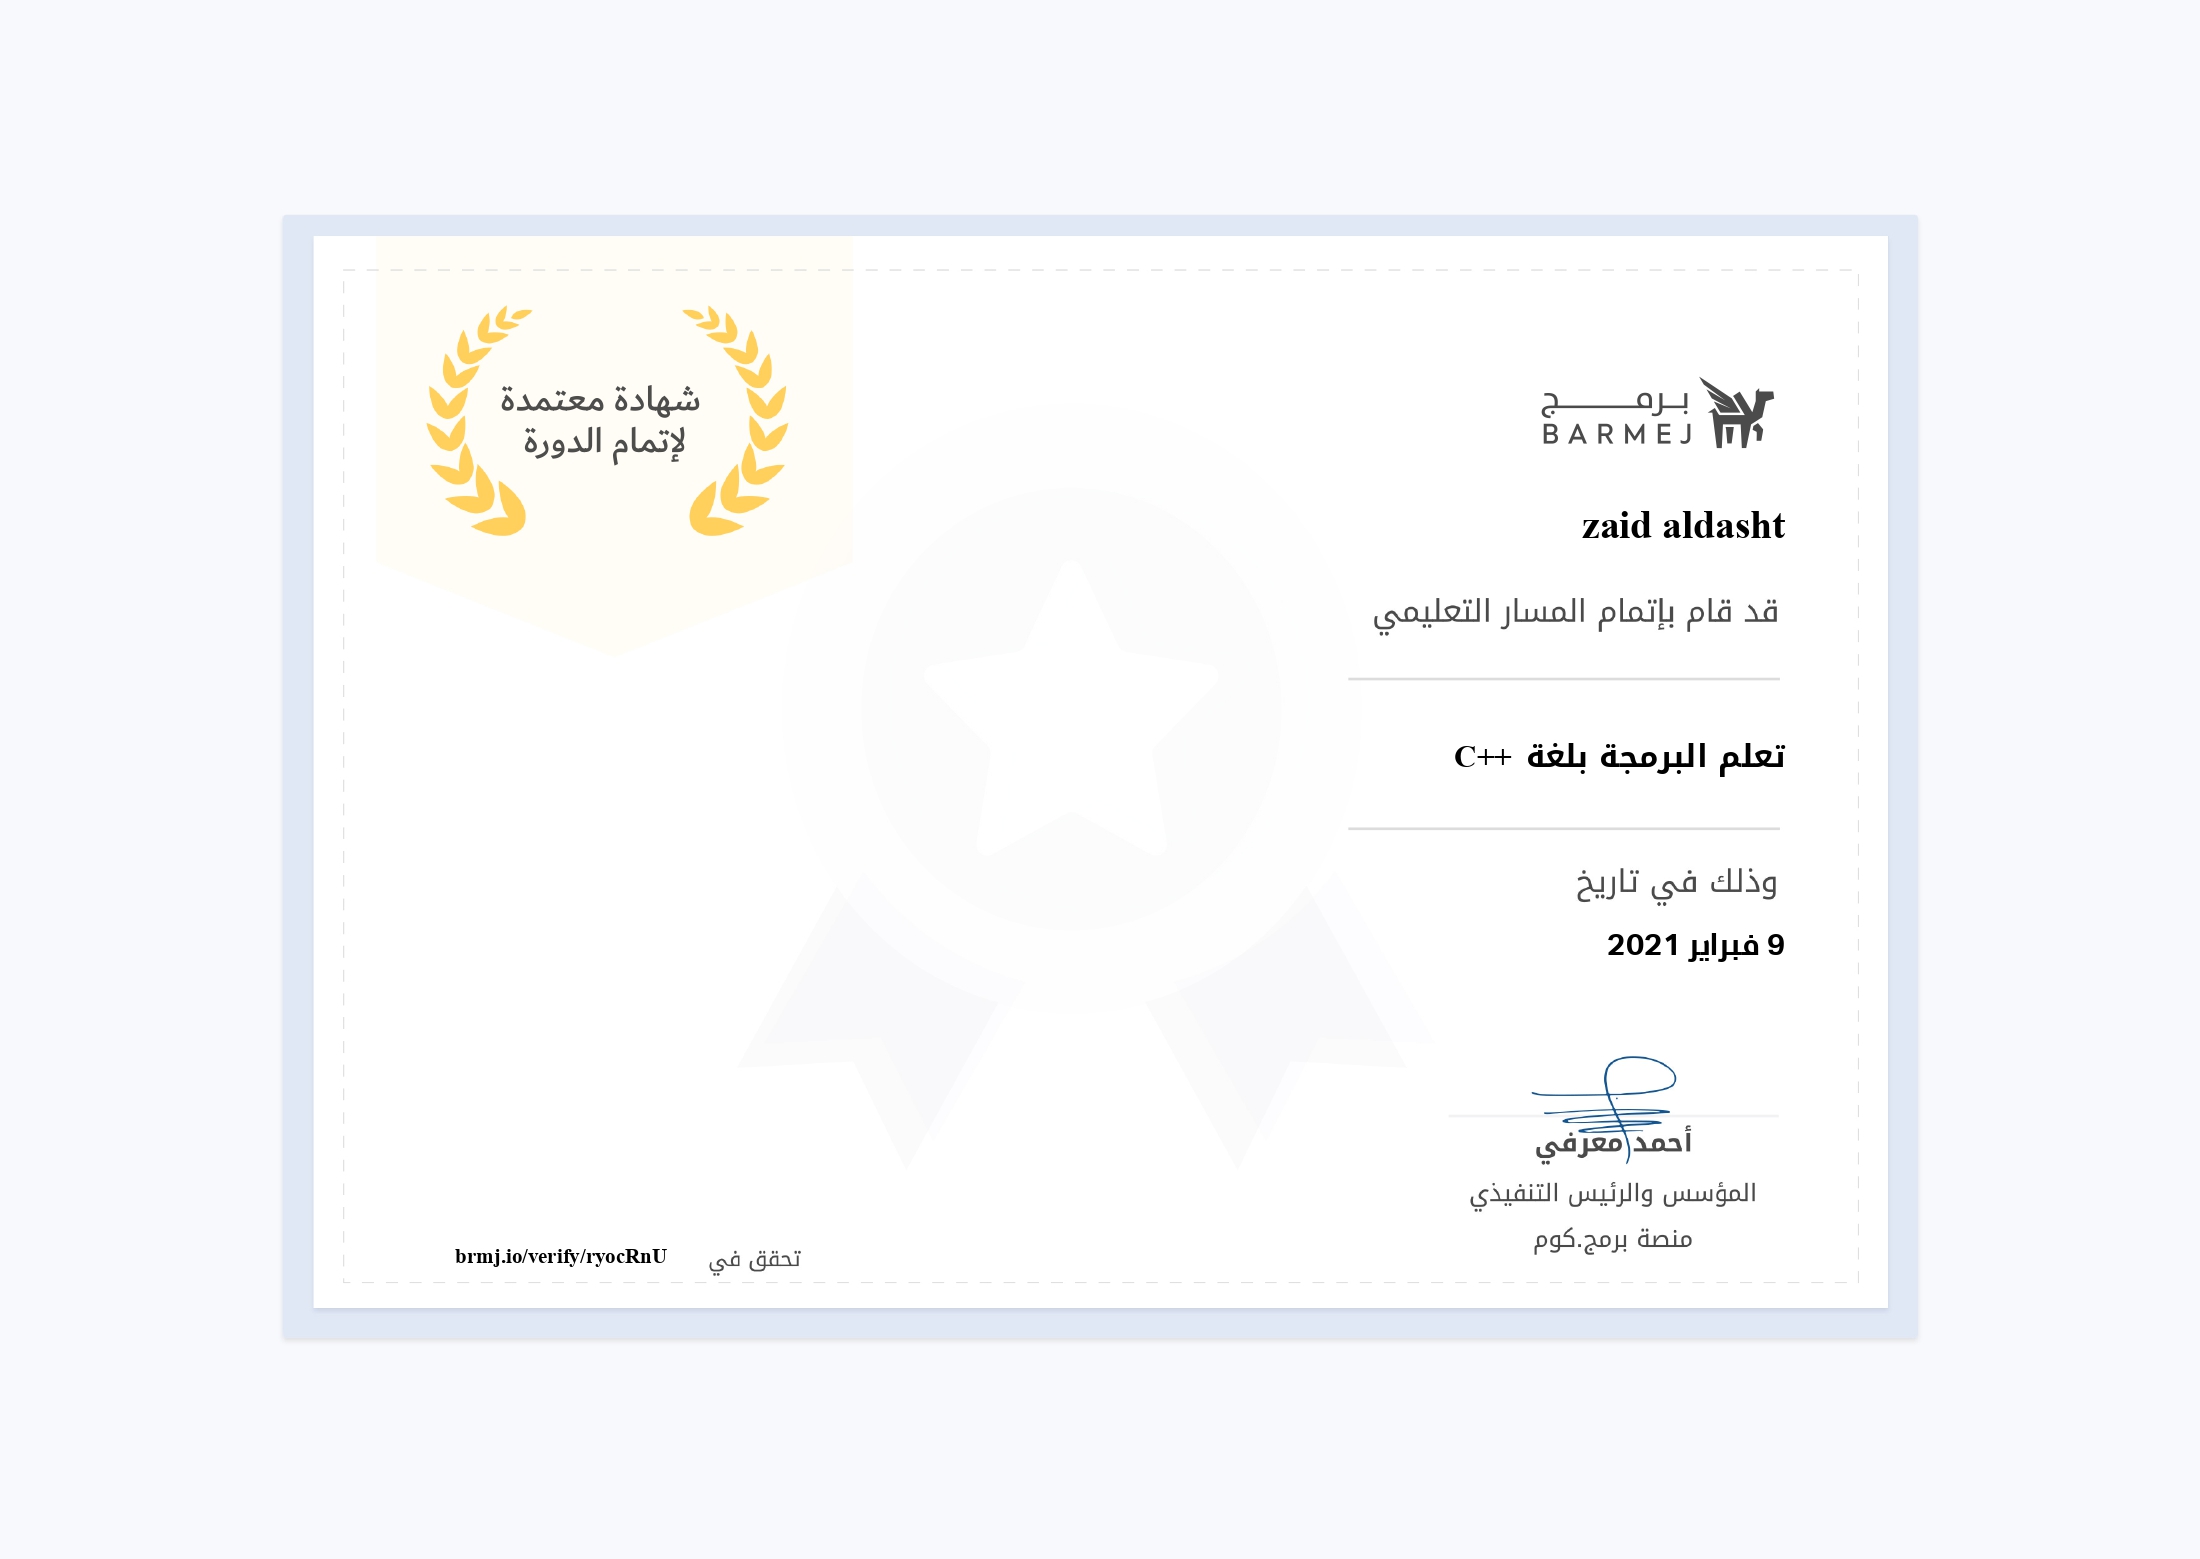 شهادة معتمدة
لإتمام الدورة
برمج
BARMEJ
zaid aldasht
قد قام بإتمام المسار التعليمي
تعلم البرمجة بلغة C++
وذلك في تاريخ
9 فبراير 2021
أحمد معرفي
المؤسس والرئيس التنفيذي
منصة برمج.كوم
تحقق في brmj.io/verify/ryocRnU